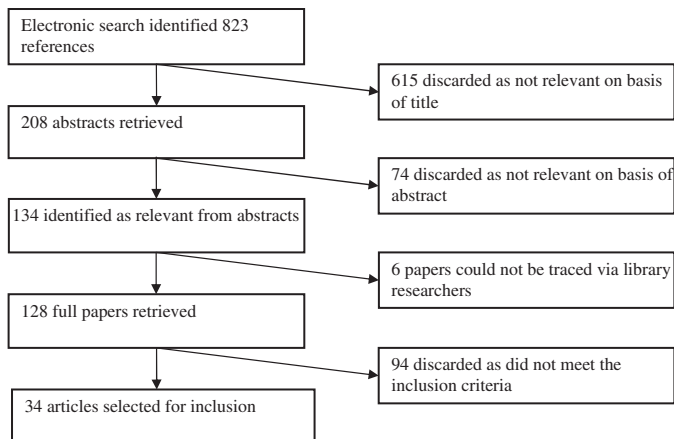 Electronic search identified 823
references
615 discarded as not relevant on basis
of title
208 abstracts retrieved
74 discarded as not relevant on basis of
abstract
134 identified as relevant from abstracts
6 papers could not be traced via library
researchers
128 full papers retrieved
94 discarded as did not meet the
inclusion criteria
34 articles selected for inclusion